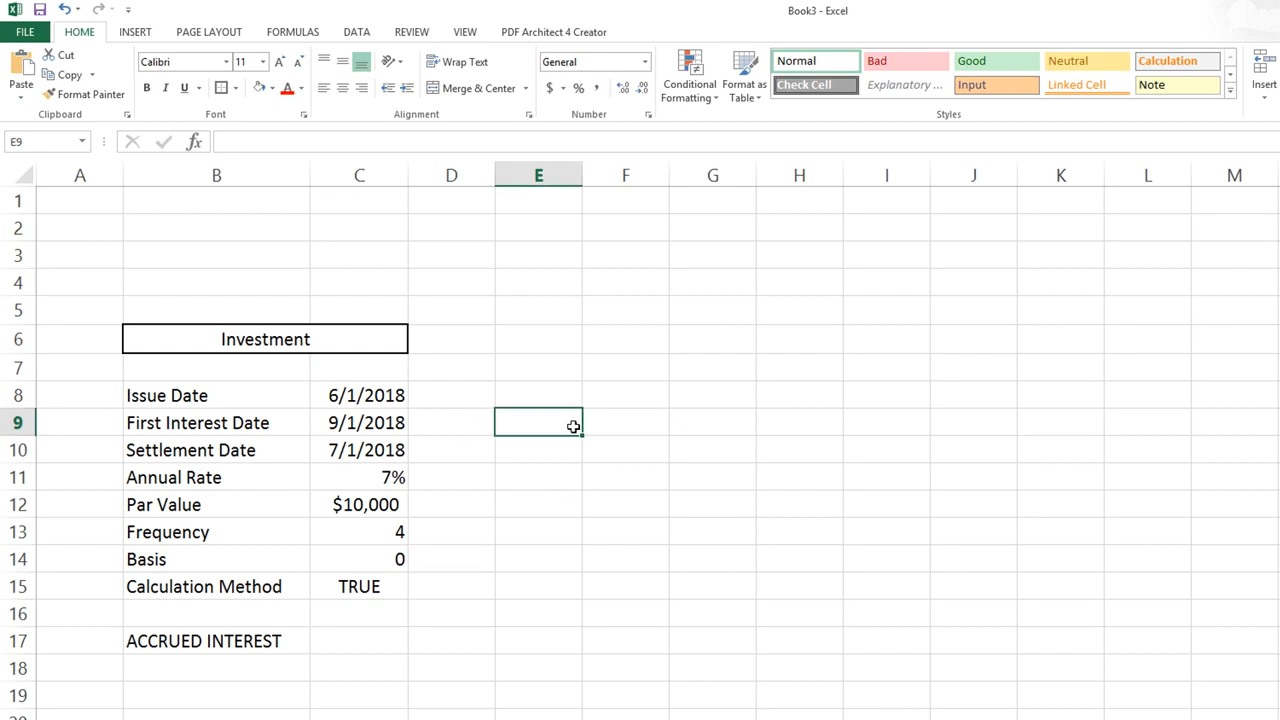 Book3 - Excel
FILE HOME INSERT PAGE LAYOUT FORMULAS DATA REVIEW VIEW PDF Architect 4 Creator
Paste
Cut
Copy
Format Painter
Clipboard
Calibri 11 A A
B I U A
Font
Wrap Text
Merge & Center
Alignment
General
$ % ,
Number
Conditional Formatting
Format as Table
Normal Bad Good Neutral Calculation
Check Cell Explanatory ... Input Linked Cell Note
Styles
Insert
E9 fx
A B C D E F G H I J K L M
1
2
3
4
5
6 Investment
7
8 Issue Date 6/1/2018
9 First Interest Date 9/1/2018
10 Settlement Date 7/1/2018
11 Annual Rate 7%
12 Par Value $10,000
13 Frequency 4
14 Basis 0
15 Calculation Method TRUE
16
17 ACCRUED INTEREST
18
19